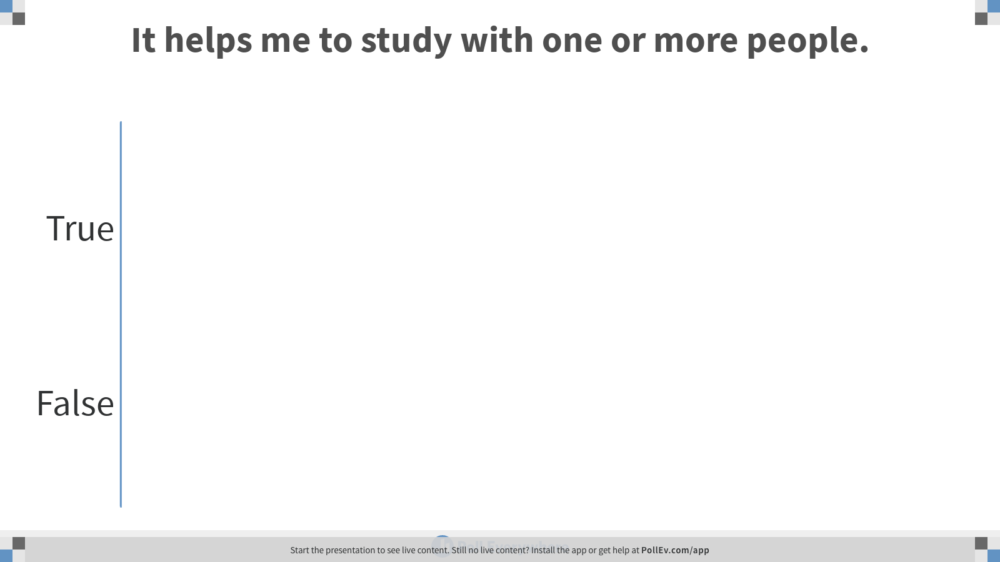 It helps me to study with one or more people.
True
False
Start the presentation to see live content. Still no live content? Install the app or get help at PollEv.com/app